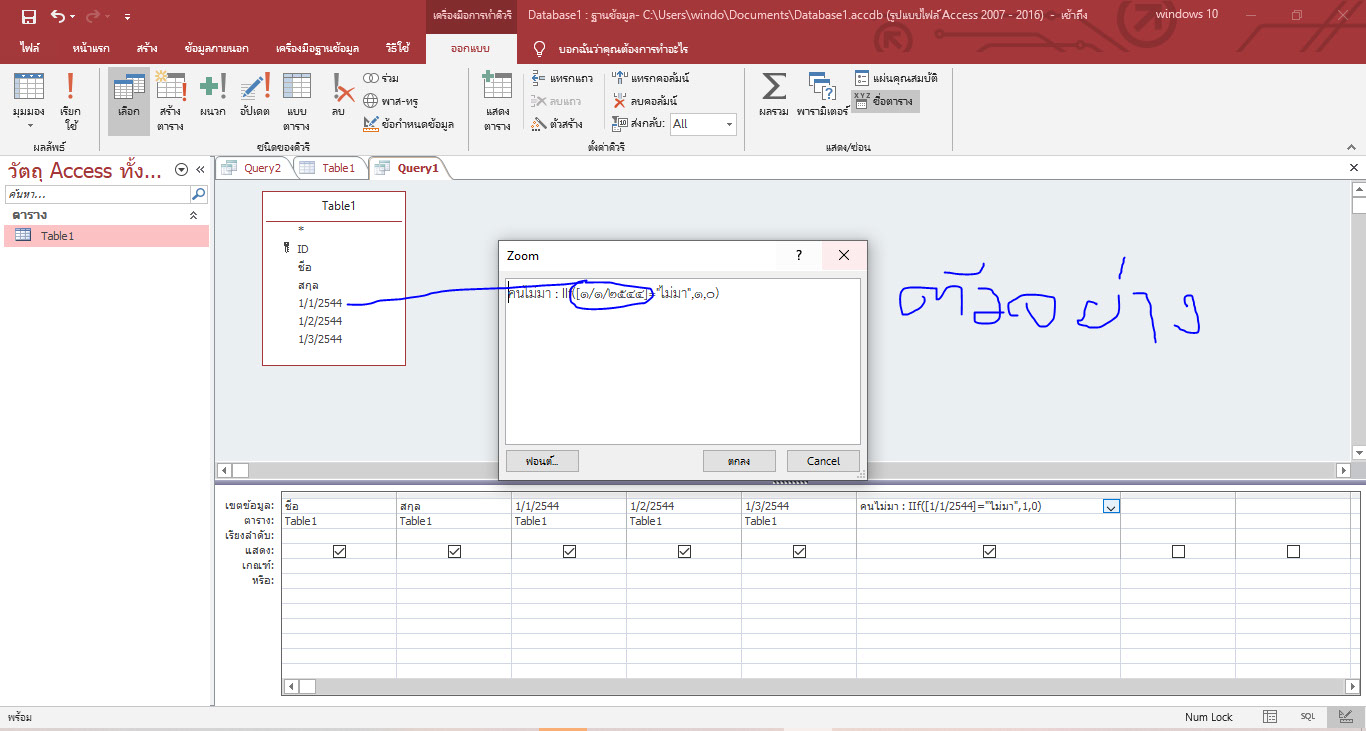 เครื่องมือการทำคิวรี
Database1 : ฐานข้อมูล- C:\Users\windo\Documents\Database1.accdb (รูปแบบไฟล์ Access 2007 - 2016) - เข้าถึง
windows 10
ไฟล์ หน้าแรก สร้าง ข้อมูลภายนอก เครื่องมือฐานข้อมูล วิธีใช้ ออกแบบ บอกฉันว่าคุณต้องการทำอะไร
มุมมอง
เรียกใช้
ผลลัพธ์
เลือก
สร้างตาราง
ผนวก
อัปเดต
แบบตาราง
ลบ
ร่วม
พาส-ทรู
ข้อกำหนดข้อมูล
ชนิดของคิวรี
แสดงตาราง
แทรกแถว
ลบแถว
ตัวสร้าง
แทรกคอลัมน์
ลบคอลัมน์
ส่งกลับ: All
ตั้งค่าคิวรี
ผลรวม
พารามิเตอร์
แผ่นคุณสมบัติ
XYZ ชื่อตาราง
แสดง/ซ่อน
วัตถุ Access ทั้ง...
ค้นหา...
ตาราง
Table1
Query2 Table1 Query1
Table1
*
ID
ชื่อ
สกุล
1/1/2544
1/2/2544
1/3/2544
Zoom ?
คนไม่มา : IIf([๑/๑/๒๕๔๔]="ไม่มา",๑,๐)
ฟอนต์... ตกลง Cancel
ตัวอย่าง
เขตข้อมูล: ชื่อ สกุล 1/1/2544 1/2/2544 1/3/2544 คนไม่มา : IIf([1/1/2544]="ไม่มา",1,0)
ตาราง: Table1 Table1 Table1 Table1 Table1
เรียงลำดับ:
แสดง:
เกณฑ์:
หรือ:
พร้อม Num Lock SQL